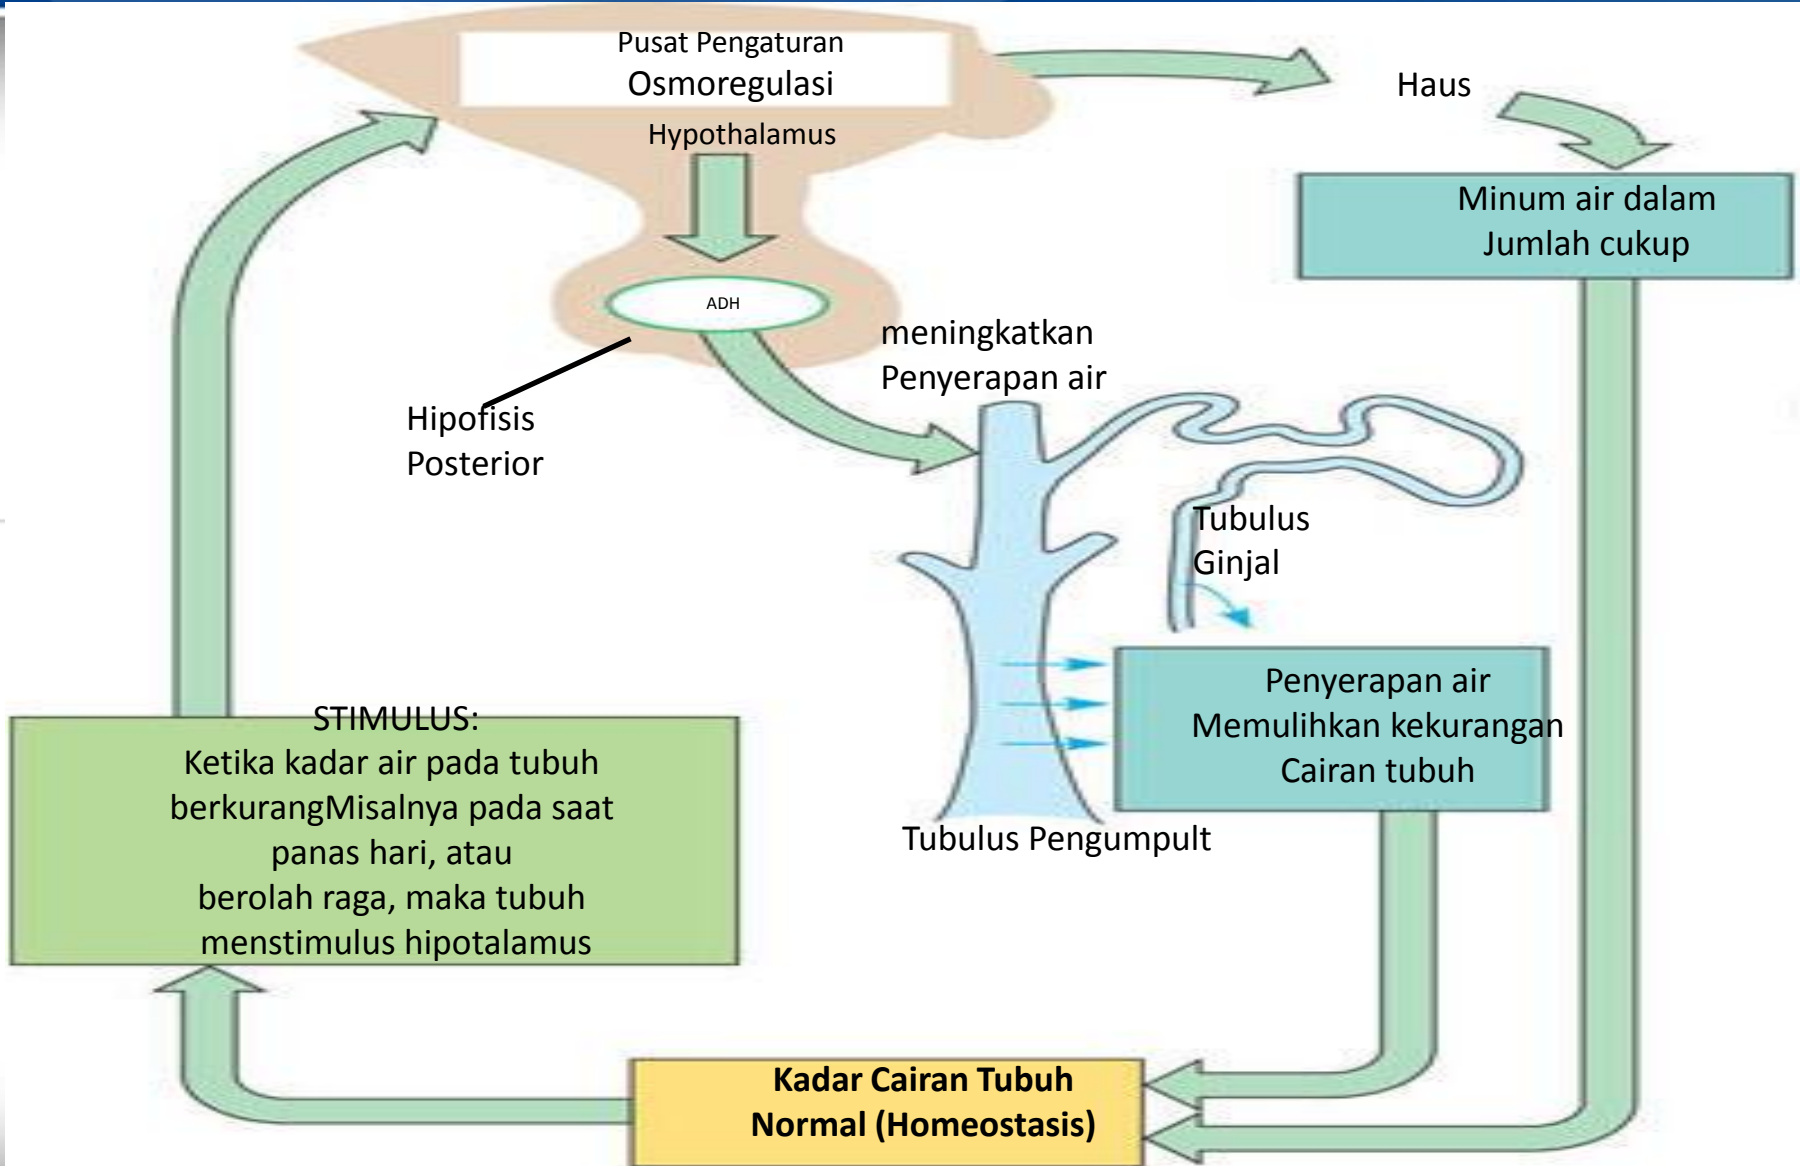 Pusat Pengaturan
Osmoregulasi
Hypothalamus
Haus
Minum air dalam
Jumlah cukup
ADH
meningkatkan
Penyerapan air
Hipofisis
Posterior
Tubulus
Ginjal
Penyerapan air
Memulihkan kekurangan
Cairan tubuh
Tubulus Pengumpult
STIMULUS:
Ketika kadar air pada tubuh
berkurangMisalnya pada saat
panas hari, atau
berolah raga, maka tubuh
menstimulus hipotalamus
Kadar Cairan Tubuh
Normal (Homeostasis)